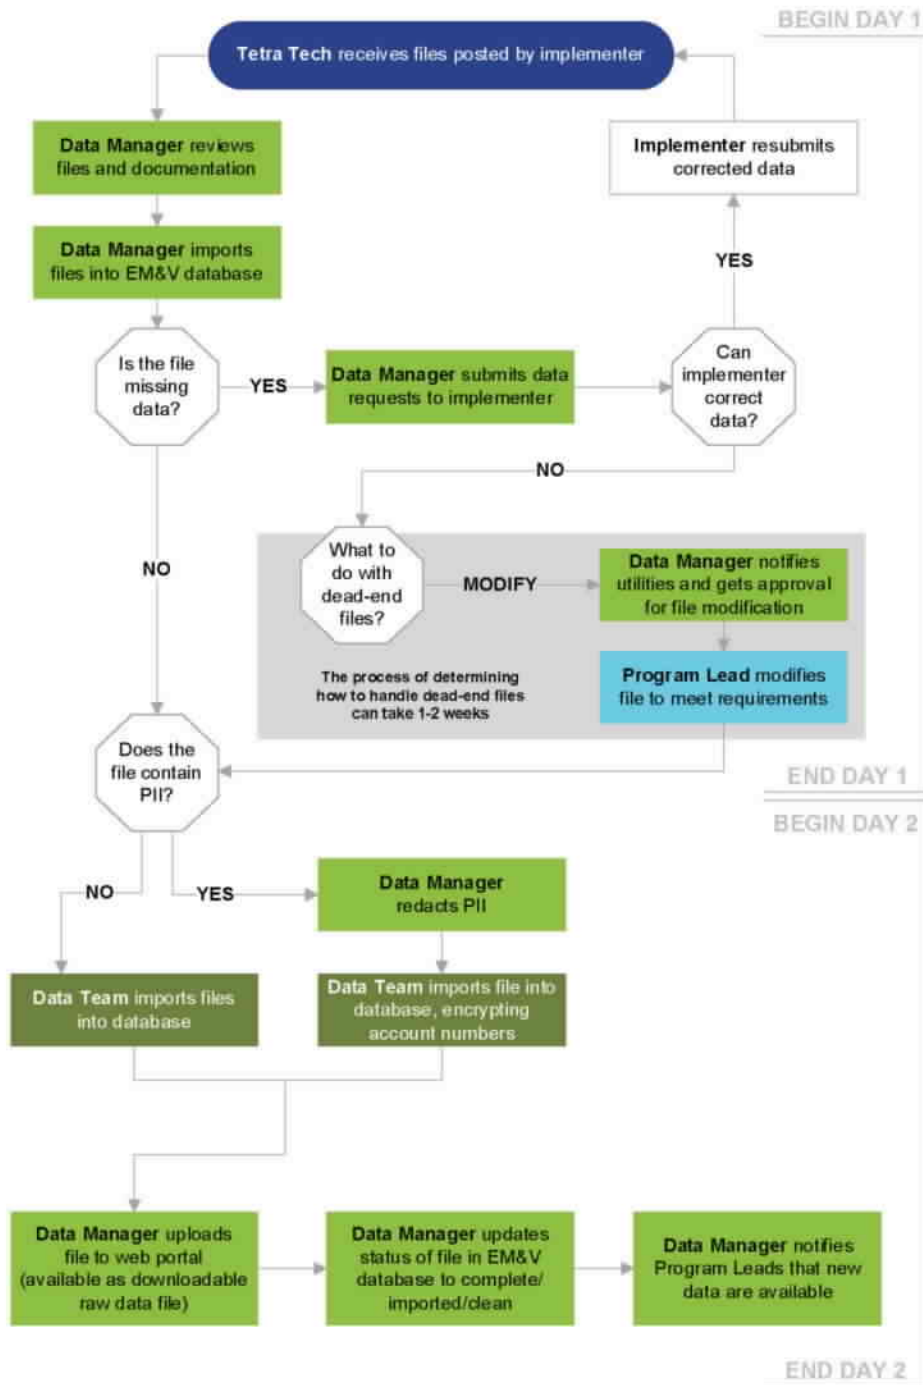 BEGIN DAY 1
Tetra Tech receives files posted by implementer
Data Manager reviews
files and documentation
Implementer resubmits
corrected data
Data Manager imports
files into EM&V database
YES
Is the file
missing
data?
YES
Data Manager submits data
requests to implementer
Can
implementer
correct
data?
NO
NO
What to
do with
dead-end
files?
MODIFY
Data Manager notifies
utilities and gets approval
for file modification
The process of determining
how to handle dead-end files
can take 1-2 weeks
Program Lead modifies
file to meet requirements
Does the
file contain
PII?
END DAY 1
BEGIN DAY 2
NO
YES
Data Manager
redacts PII
Data Team imports files
into database
Data Team imports file into
database, encrypting
account numbers
Data Manager uploads
file to web portal
(available as downloadable
raw data file)
Data Manager updates
status of file in EM&V
database to complete/
imported/clean
Data Manager notifies
Program Leads that new
data are available
END DAY 2